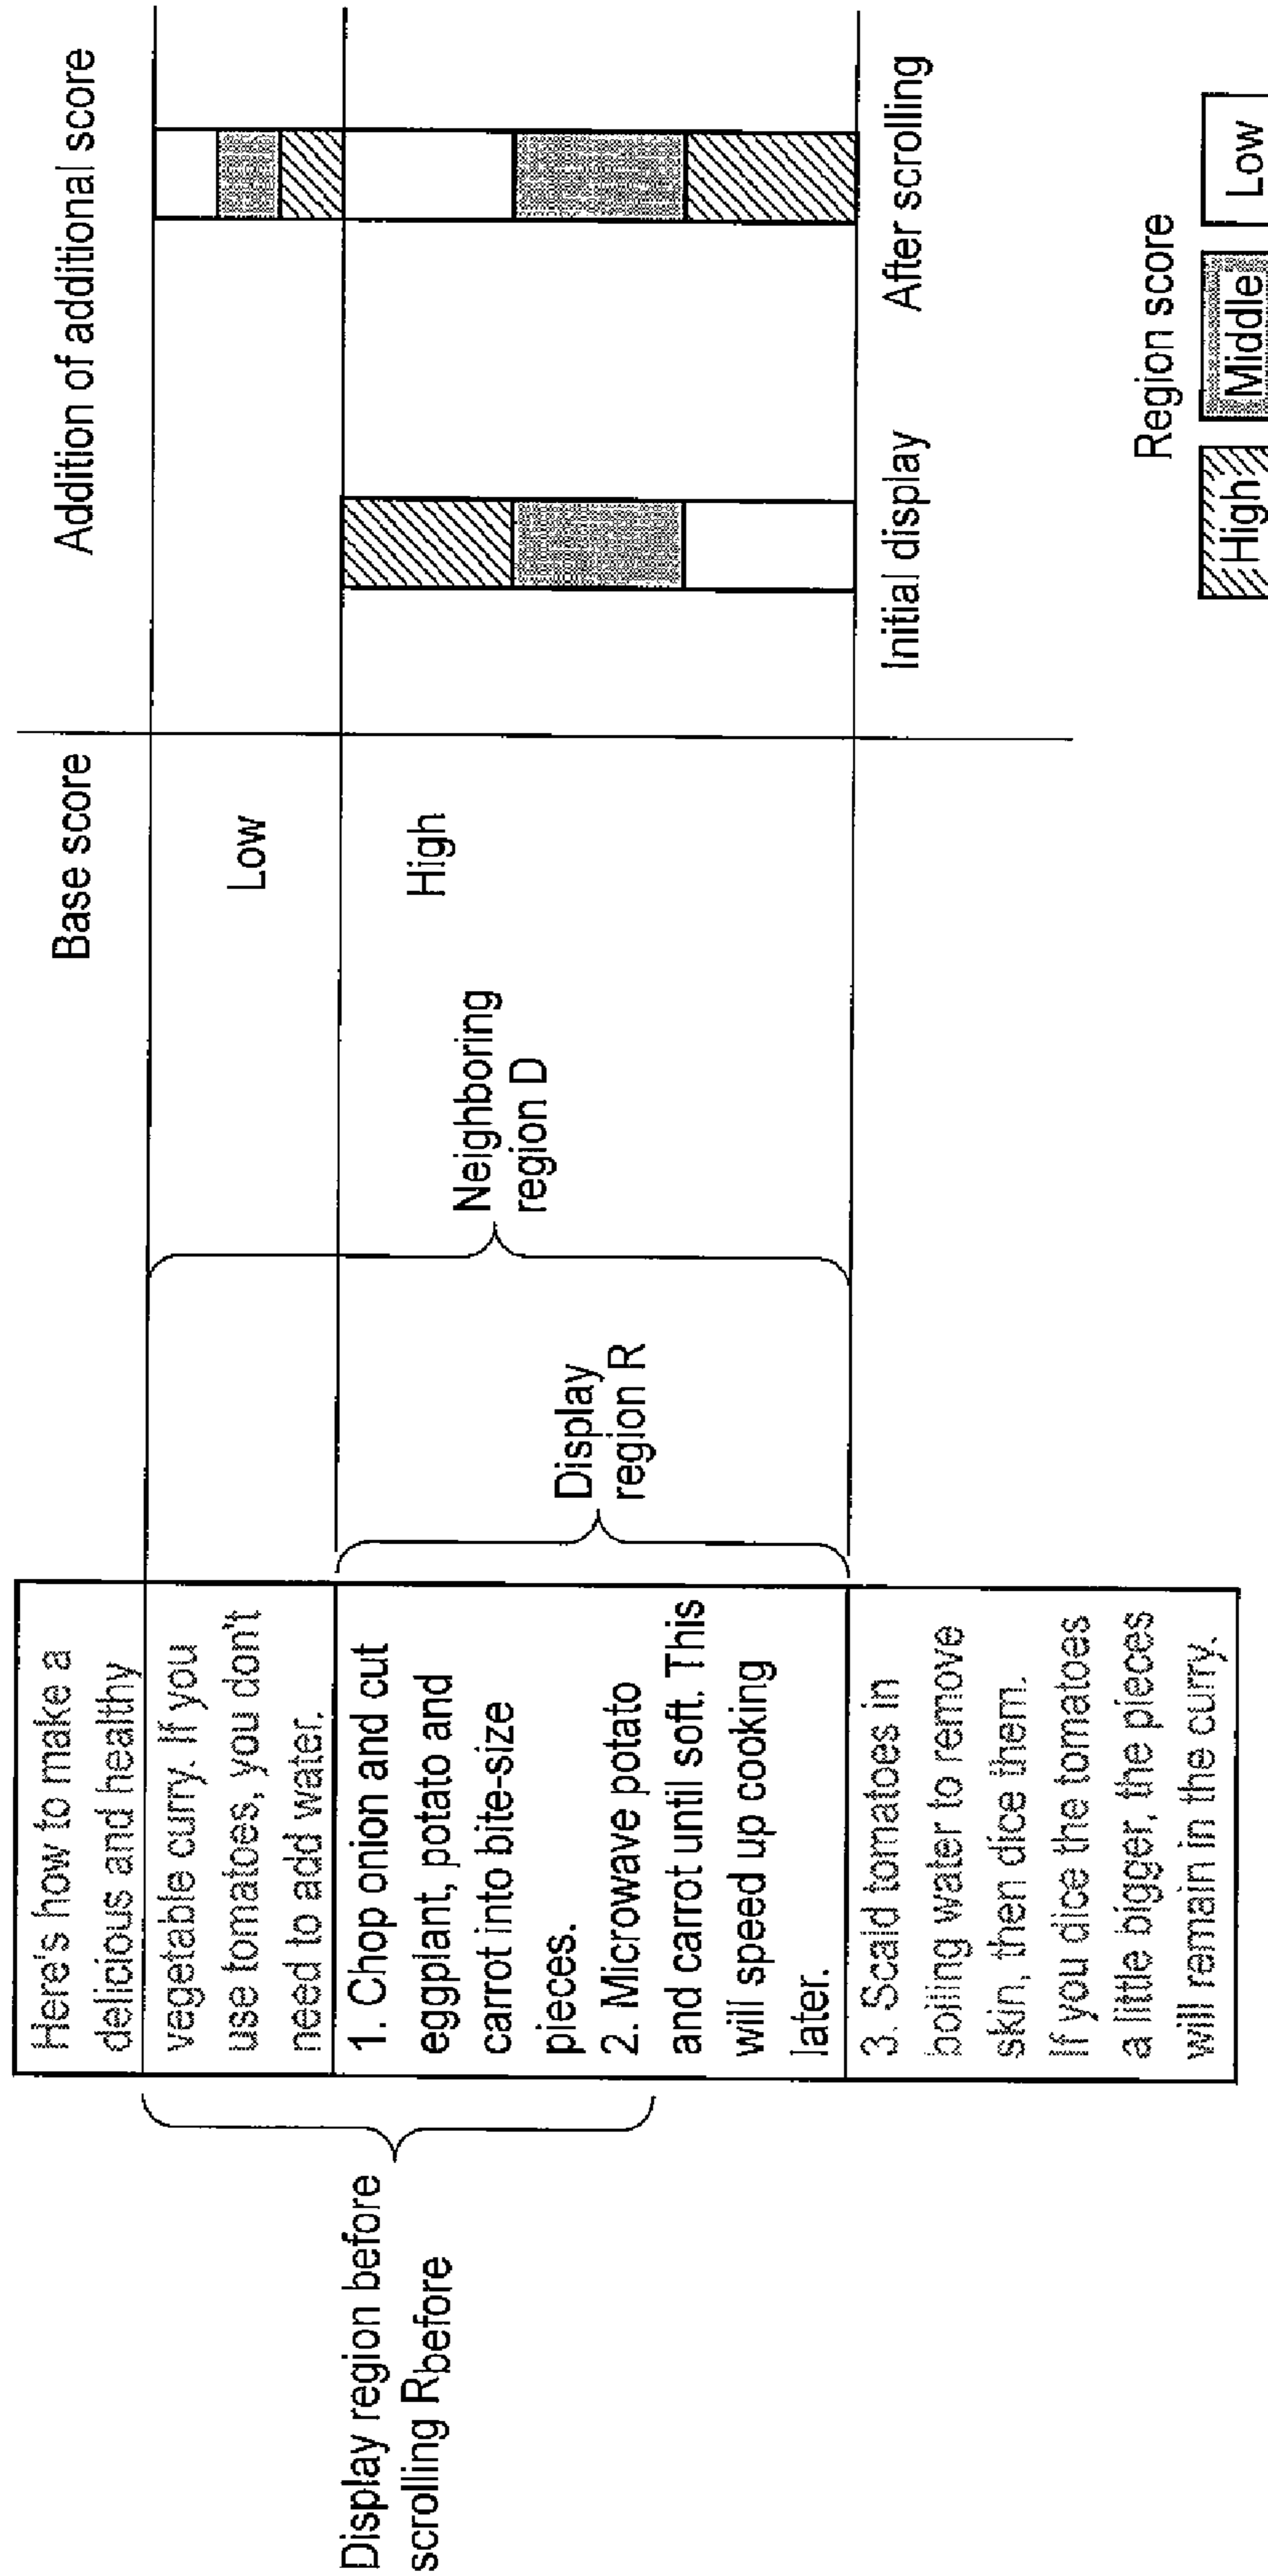 Display region before
scrolling Rbefore
Here's how to make a
delicious and healthy
vegetable curry. If you
use tomatoes, you don't
need to add water.
1. Chop onion and cut
eggplant, potato and
carrot into bite-size
pieces.
2. Microwave potato
and carrot until soft. This
will speed up cooking
later.
3. Scald tomatoes in
boiling water to remove
skin, then dice them.
If you dice the tomatoes
a little bigger, the pieces
will remain in the curry.
Display
region R
Neighboring
region D
Base score
Low
High
Addition of additional score
Initial display
After scrolling
Region score
High
Middle
Low